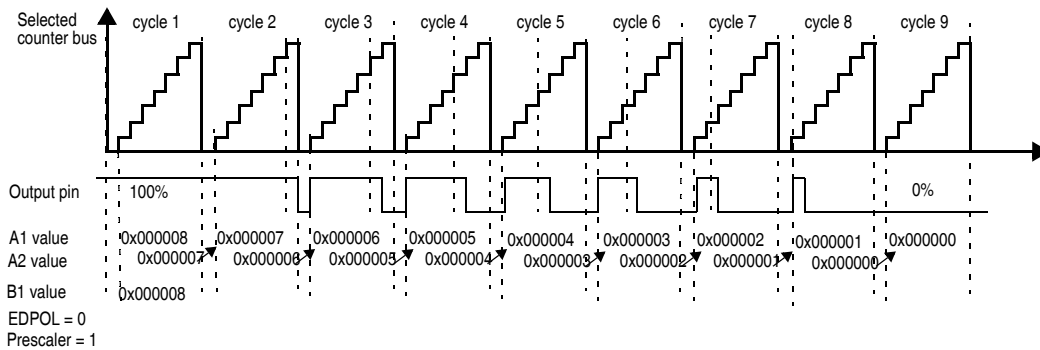 Selected
counter bus
cycle 1 cycle 2 cycle 3 cycle 4 cycle 5 cycle 6 cycle 7 cycle 8 cycle 9
Output pin 100% 0%
A1 value 0x000008 0x000007 0x000006 0x000005 0x000004 0x000003 0x000002 0x000001 0x000000
A2 value 0x000007 0x000006 0x000005 0x000004 0x000003 0x000002 0x000001 0x000000
B1 value 0x000008
EDPOL = 0
Prescaler = 1